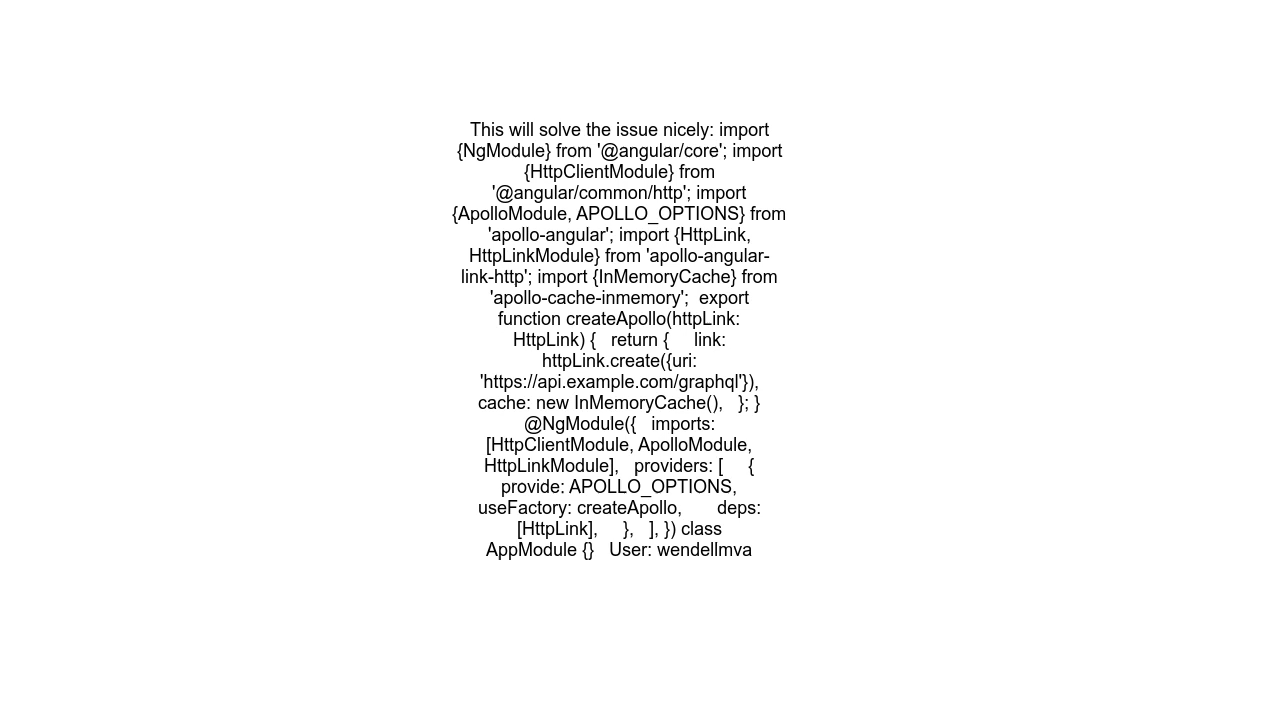 This will solve the issue nicely: import
{NgModule} from '@angular/core'; import
{HttpClientModule} from
'@angular/common/http'; import
{ApolloModule, APOLLO_OPTIONS} from
'apollo-angular'; import {HttpLink,
HttpLinkModule} from 'apollo-angular-
link-http'; import {InMemoryCache} from
'apollo-cache-inmemory';  export
function createApollo(httpLink:
HttpLink) {   return {     link:
httpLink.create({uri:
'https://api.example.com/graphql'}),
cache: new InMemoryCache(),   }; }
@NgModule({   imports:
[HttpClientModule, ApolloModule,
HttpLinkModule],   providers: [     {
provide: APOLLO_OPTIONS,
useFactory: createApollo,       deps:
[HttpLink],     },   ], }) class
AppModule {}   User: wendellmva